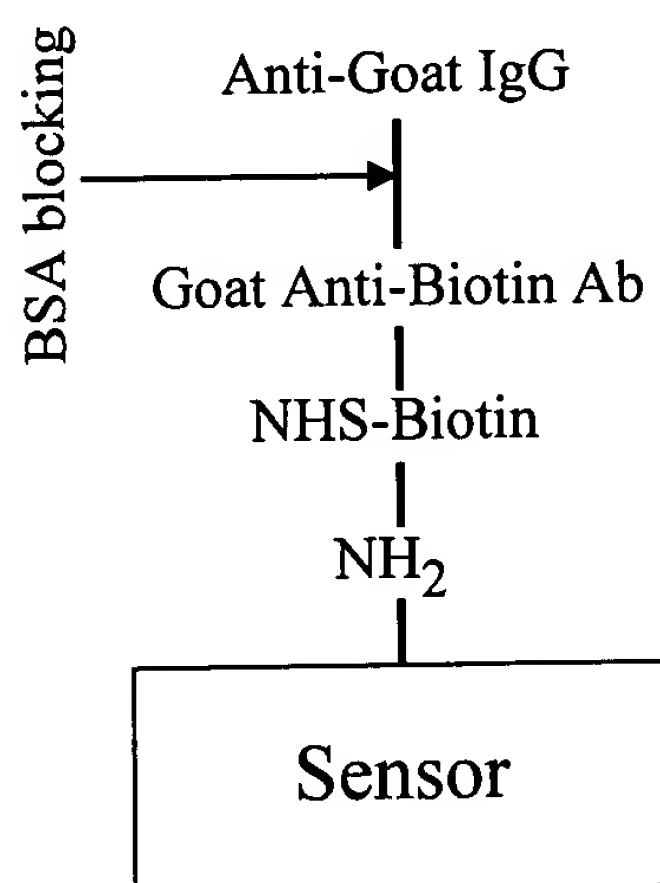 BSA blocking
Anti-Goat IgG
Goat Anti-Biotin Ab
NHS-Biotin
NH₂
Sensor